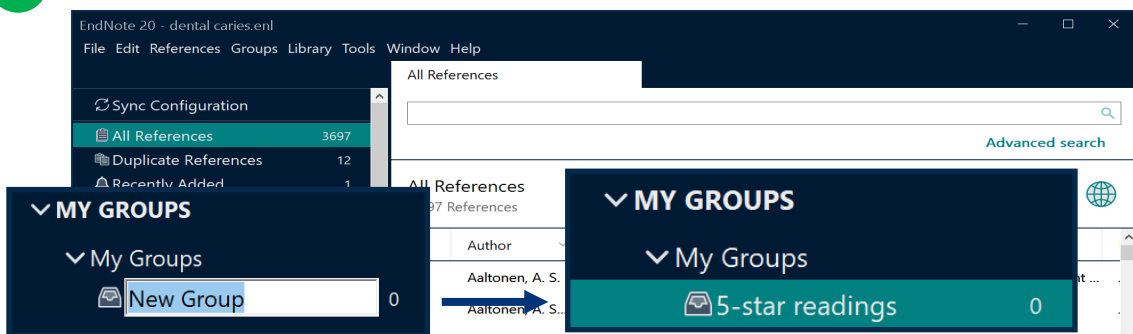 EndNote 20 - dental caries.enl
File Edit References Groups Library Tools Window Help
All References
Sync Configuration
All References 3697
Advanced search
Duplicate References 12
Recently Added 1
All References
97 References
MY GROUPS
My Groups
New Group 0
Author
Aaltonen, A. S.
Aaltonen, A. S...
MY GROUPS
My Groups
5-star readings 0